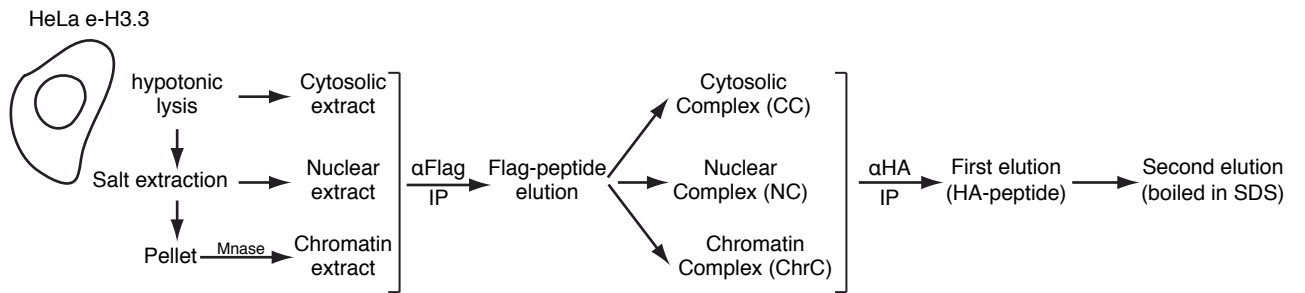 HeLa e-H3.3
hypotonic
lysis
Cytosolic
extract
Salt extraction
Nuclear
extract
Pellet
Mnase
Chromatin
extract
αFlag
IP
Flag-peptide
elution
Cytosolic
Complex (CC)
Nuclear
Complex (NC)
Chromatin
Complex (ChrC)
αHA
IP
First elution
(HA-peptide)
Second elution
(boiled in SDS)